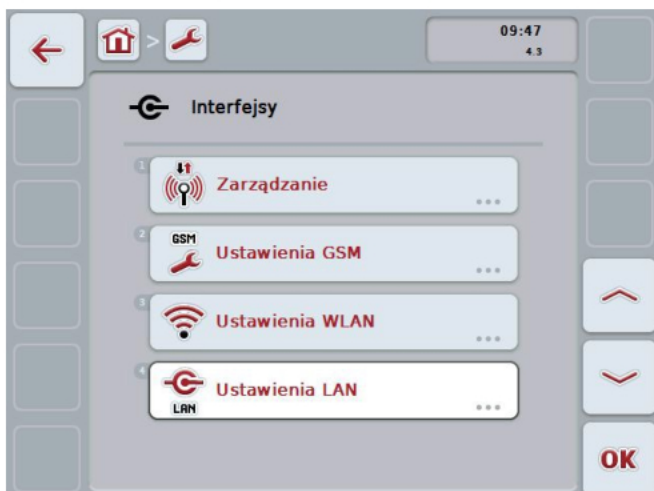 >
09:47
4.3
Interfejsy
1
Zarządzanie
2
GSM
Ustawienia GSM
3
Ustawienia WLAN
4
Ustawienia LAN
LAN
OK